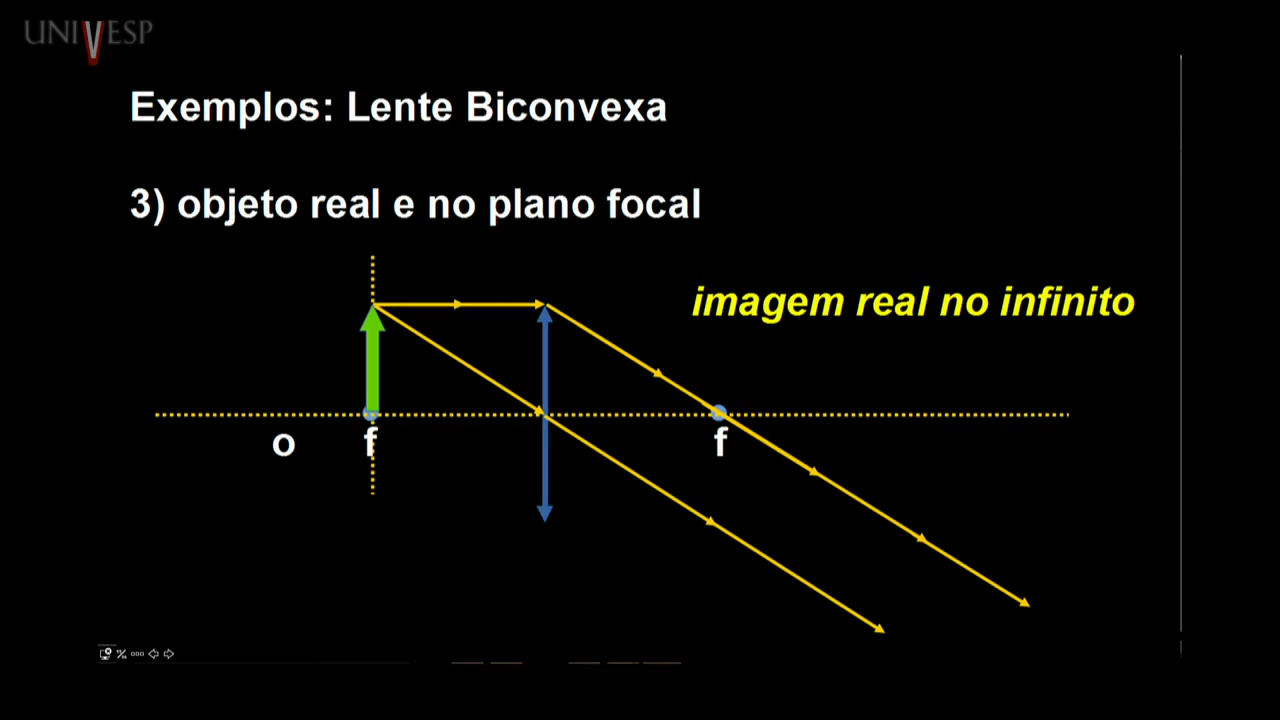 UNIVESP
Exemplos: Lente Biconvexa
3) objeto real e no plano focal
imagem real no infinito
o f f